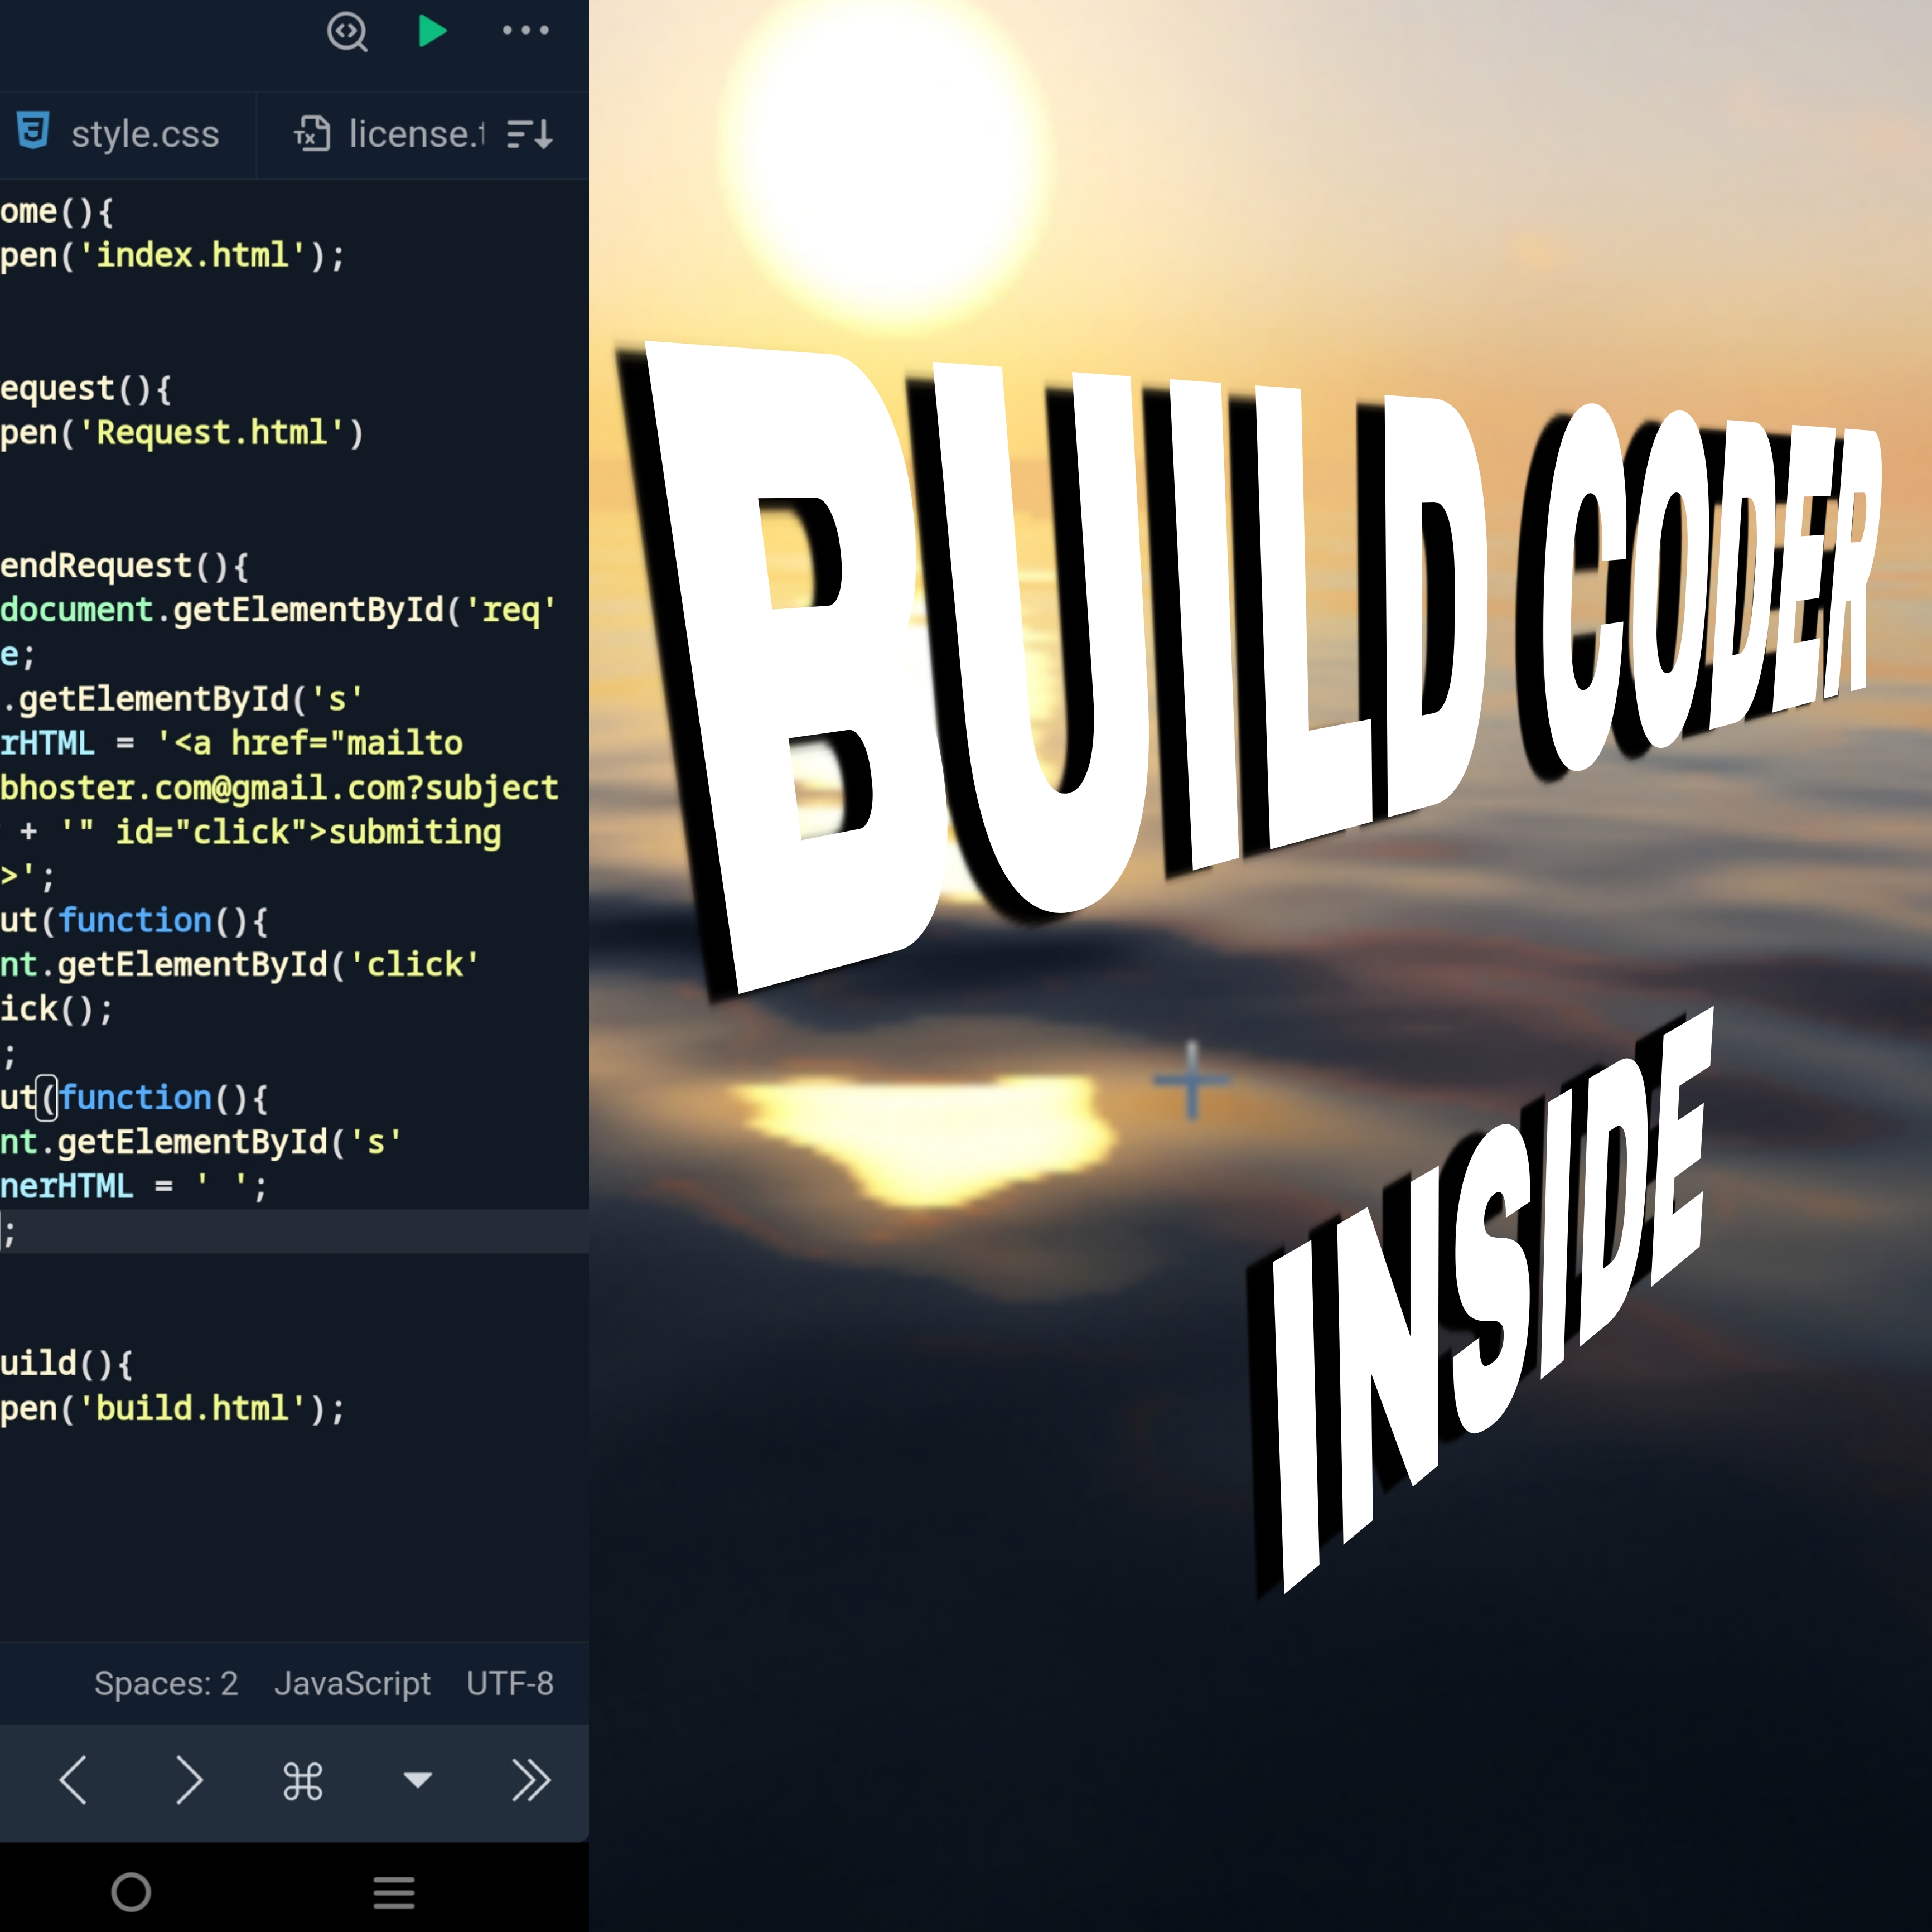 style.css
license.
ome(){
pen('index.html');
equest(){
pen('Request.html')
endRequest(){
document.getElementById('req'
e;
.getElementById('s'
rHTML = '<a href="mailto
bhoster.com@gmail.com?subject
+ '" id="click">submiting
>';
ut(function(){
nt.getElementById('click'
ick();
;
ut(function(){
nt.getElementById('s'
nerHTML = ' ';
;
uild(){
pen('build.html');
Spaces: 2 JavaScript UTF-8
BUILD CODER
INSIDE